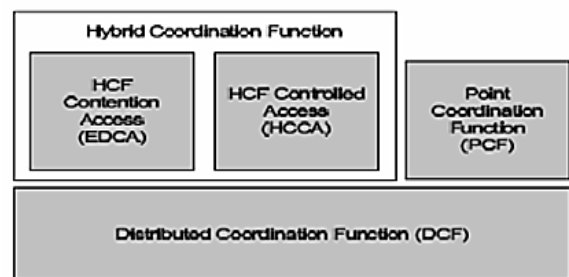 Hybrid Coordination Function
HCF
Contention
Access
(EDCA)
HCF Controlled
Access
(HCCA)
Point
Coordination
Function
(PCF)
Distributed Coordination Function (DCF)